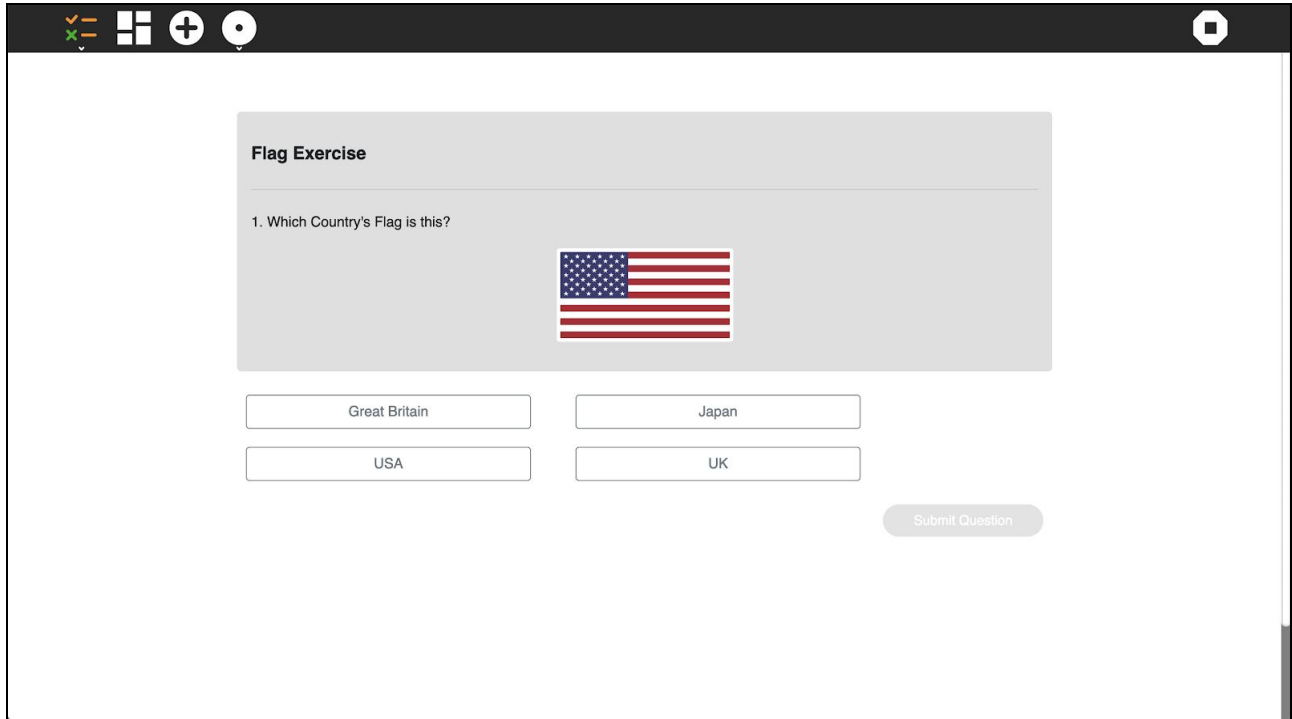 Flag Exercise
1. Which Country's Flag is this?
Great Britain
Japan
USA
UK
Submit Question